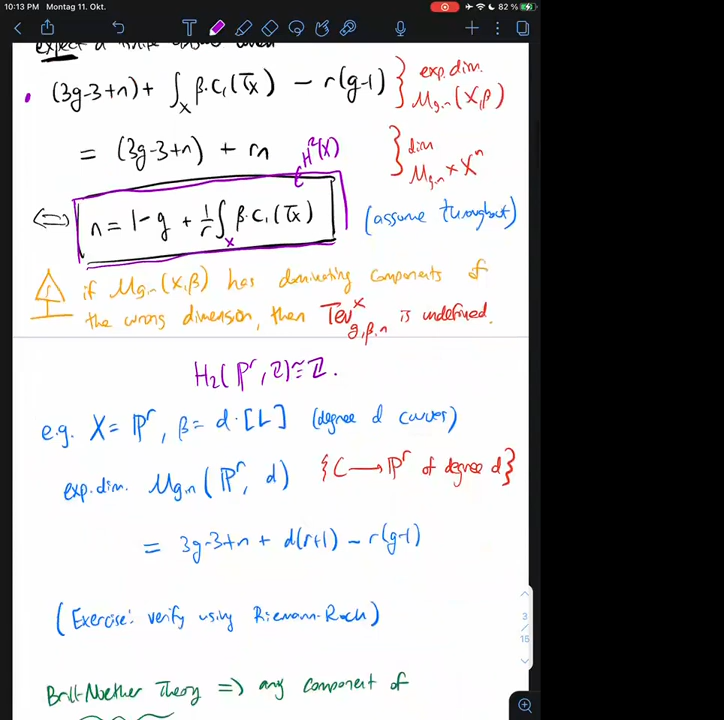 10:13 PM Montag 11. Okt. 82 %
expect a
(3g-3+n) + ∫_X β·c₁(T_X) - r(g-1) } exp. dim. M_{g,n}(X,β)
= (3g-3+n) + rn } dim M_{g,n} × X^n
H²(X)
⟺ n = 1-g + 1/r ∫_X β·c₁(T_X) (assume throughout)
if M_{g,n}(X,β) has dominating components of
the wrong dimension, then Tev^X_{g,β,n} is undefined.
H₂(ℙ^r, ℤ) ≅ ℤ.
e.g. X = ℙ^r, β = d·[L] (degree d curves)
exp. dim. M_{g,n}(ℙ^r, d) {C → ℙ^r of degree d}
= 3g-3+n + d(r+1) - r(g-1)
(Exercise: verify using Riemann-Roch)
3
15
Brill-Noether Theory ⇒ any component of